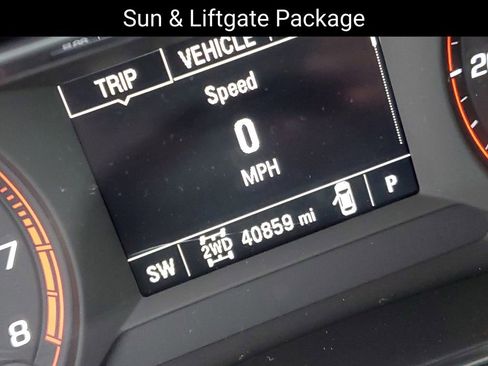 Sun & Liftgate Package
TRIP
VEHICLE
Speed
0
MPH
SW
2WD
40859 mi
P
7
8